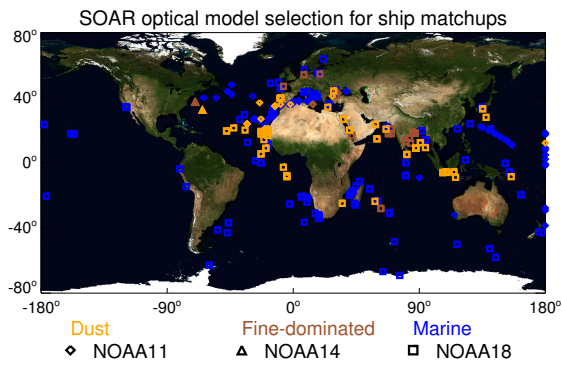 SOAR optical model selection for ship matchups
80°
40°
0°
-40°
-80°
-180° -90° 0° 90° 180°
Dust Fine-dominated Marine
NOAA11 NOAA14 NOAA18